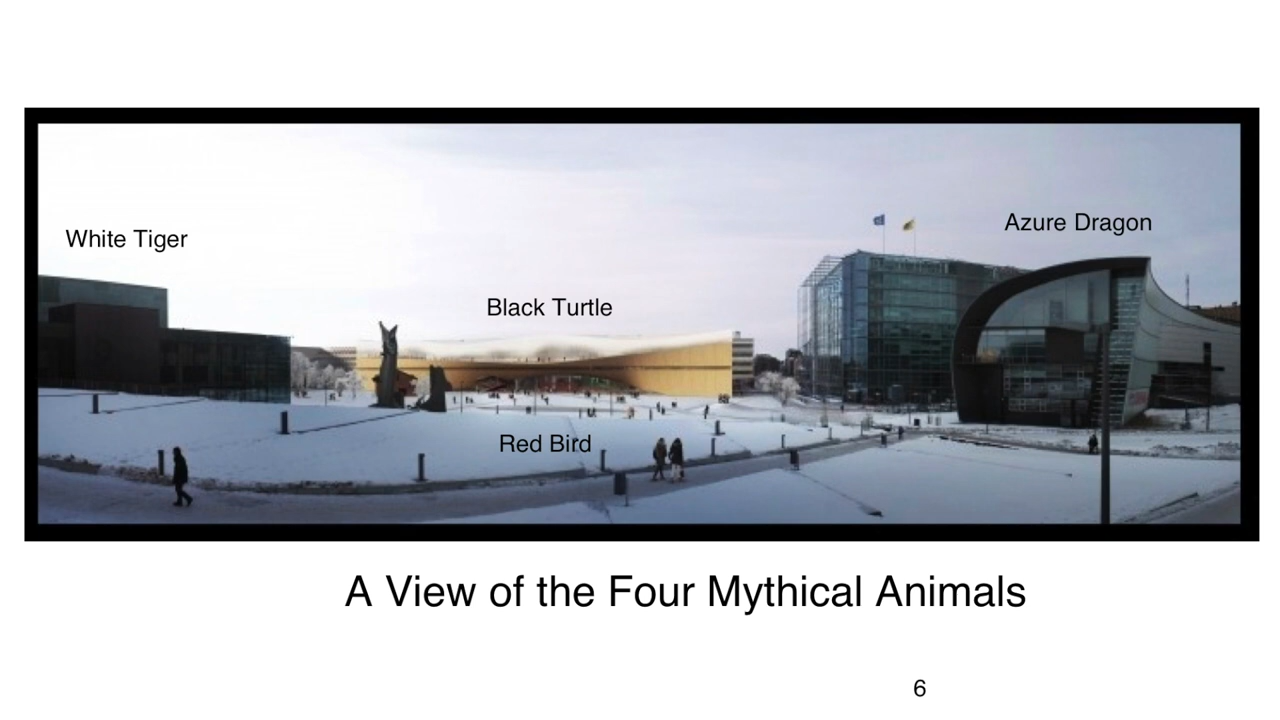 White Tiger
Azure Dragon
Black Turtle
Red Bird
A View of the Four Mythical Animals
6